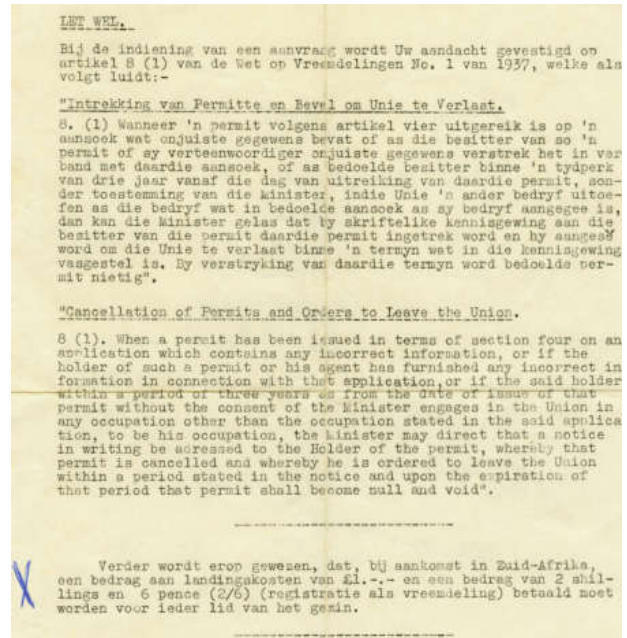 LET WEL.
Bij de indiening van een aanvraag wordt Uw aandacht gevestigd op
artikel 8 (1) van de Wet op Vreemdelingen No. 1 van 1937, welke als
volgt luidt:-
"Intrekking van Permitte en Bevel om Unie te Verlaat.
8. (1) Wanneer 'n permit volgens artikel vier uitgereik is op 'n
aansoek wat onjuiste gegewens bevat of as die besitter van so 'n
permit of sy verteenwoordiger onjuiste gegewens verstrek het in ver
band met daardie aansoek, of as bedoelde besitter binne 'n tydperk
van drie jaar vanaf die dag van uitreiking van daardie permit, son-
der toestemming van die Minister, indie Unie 'n ander bedryf uitoe-
fen as die bedryf wat in bedoelde aansoek as sy bedryf aangegee is,
dan kan die Minister gelas dat by skriftelike kennisgewing aan die
besitter van die permit daardie permit ingetrek word en hy aangesê
word om die Unie te verlaat binne 'n termyn wat in die kennisgewing
vasgestel is. By verstryking van daardie termyn word bedoelde per-
mit nietig".
"Cancellation of Permits and Orders to Leave the Union.
8 (1). When a permit has been issued in terms of section four on an
application which contains any incorrect information, or if the
holder of such a permit or his agent has furnished any incorrect in
formation in connection with that application,or if the said holder
within a period of three years as from the date of issue of that
permit without the consent of the Minister engages in the Union in
any occupation other than the occupation stated in the said applica
tion, to be his occupation, the Minister may direct that a notice
in writing be adressed to the Holder of the permit, whereby that
permit is cancelled and whereby he is ordered to leave the Union
within a period stated in the notice and upon the expiration of
that period that permit shall become null and void".
Verder wordt erop gewezen, dat, bij aankomst in Zuid-Afrika,
een bedrag aan landingskosten van £1.-.- en een bedrag van 2 shil-
lings en 6 pence (2/6) (registratie als vreemdeling) betaald moet
worden voor ieder lid van het gezin.